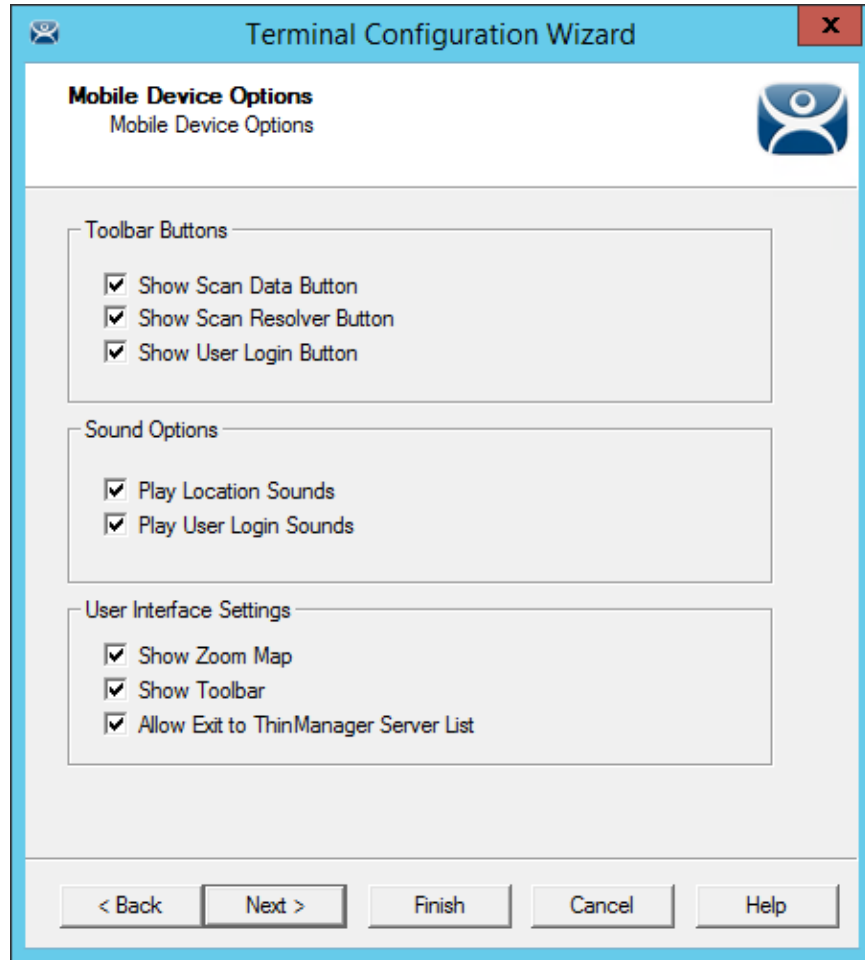 Terminal Configuration Wizard
x
Mobile Device Options
Mobile Device Options
Toolbar Buttons
Show Scan Data Button
Show Scan Resolver Button
Show User Login Button
Sound Options
Play Location Sounds
Play User Login Sounds
User Interface Settings
Show Zoom Map
Show Toolbar
Allow Exit to ThinManager Server List
< Back Next > Finish Cancel Help